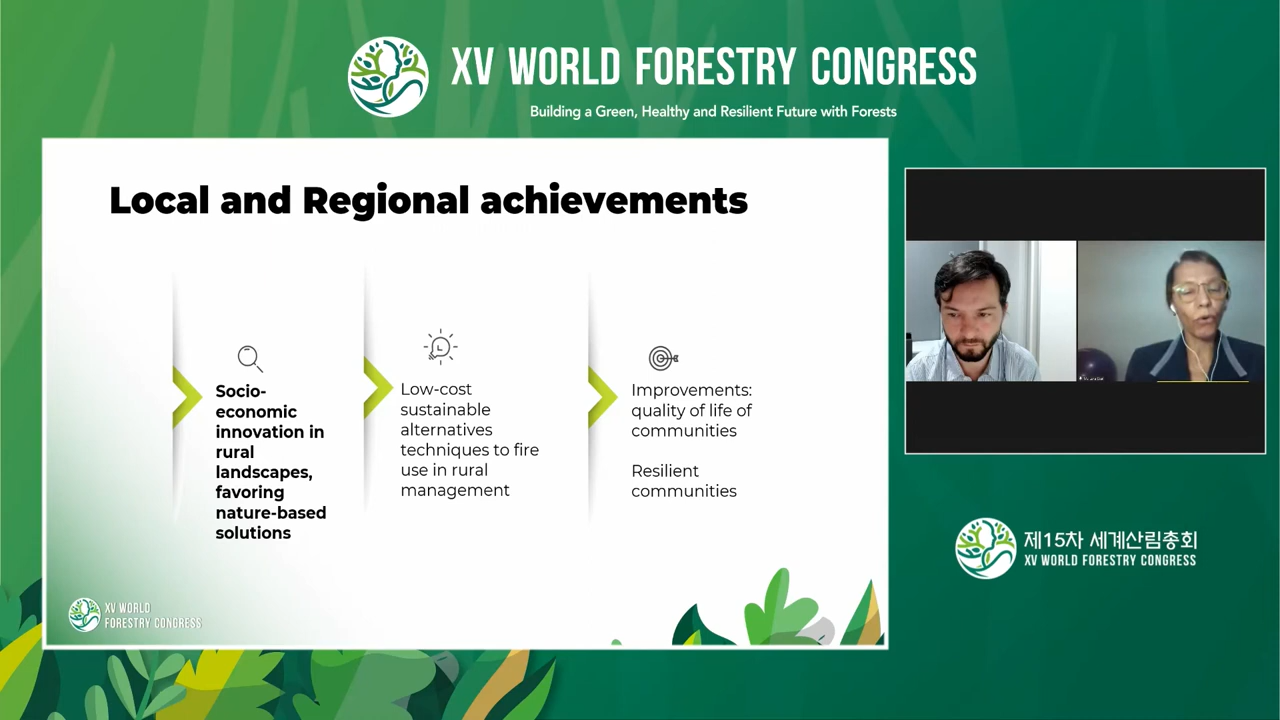 XV WORLD FORESTRY CONGRESS
Building a Green, Healthy and Resilient Future with Forests
Local and Regional achievements
Socio-
economic
innovation in
rural
landscapes,
favoring
nature-based
solutions
Low-cost
sustainable
alternatives
techniques to fire
use in rural
management
Improvements:
quality of life of
communities
Resilient
communities
XV WORLD
FORESTRY CONGRESS
제15차 세계산림총회
XV WORLD FORESTRY CONGRESS